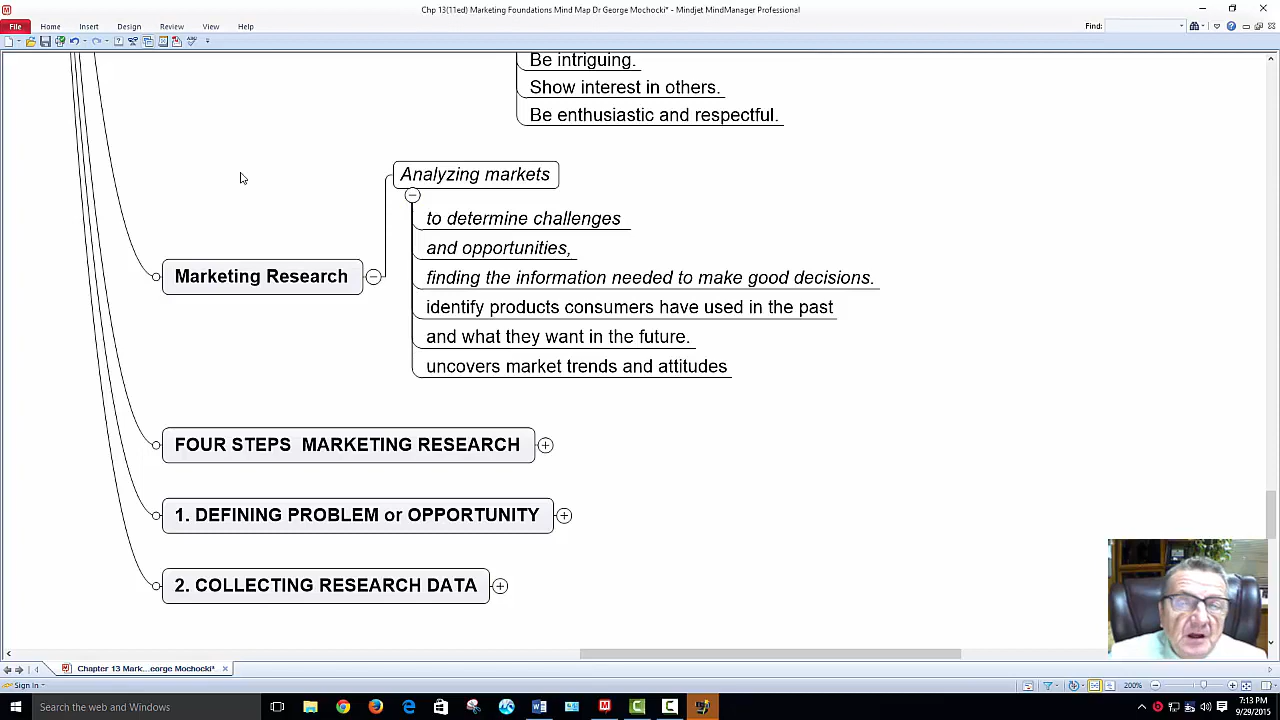 Chp 13(11ed) Marketing Foundations Mind Map Dr George Mochocki* - Mindjet MindManager Professional
File Home Insert Design Review View Help
Find:
Be intriguing.
Show interest in others.
Be enthusiastic and respectful.
Analyzing markets
to determine challenges
and opportunities,
finding the information needed to make good decisions.
Marketing Research
identify products consumers have used in the past
and what they want in the future.
uncovers market trends and attitudes
FOUR STEPS MARKETING RESEARCH
1. DEFINING PROBLEM or OPPORTUNITY
2. COLLECTING RESEARCH DATA
Chapter 13 Mark...eorge Mochocki*
Sign In
200%
Search the web and Windows
7:13 PM
9/29/2015